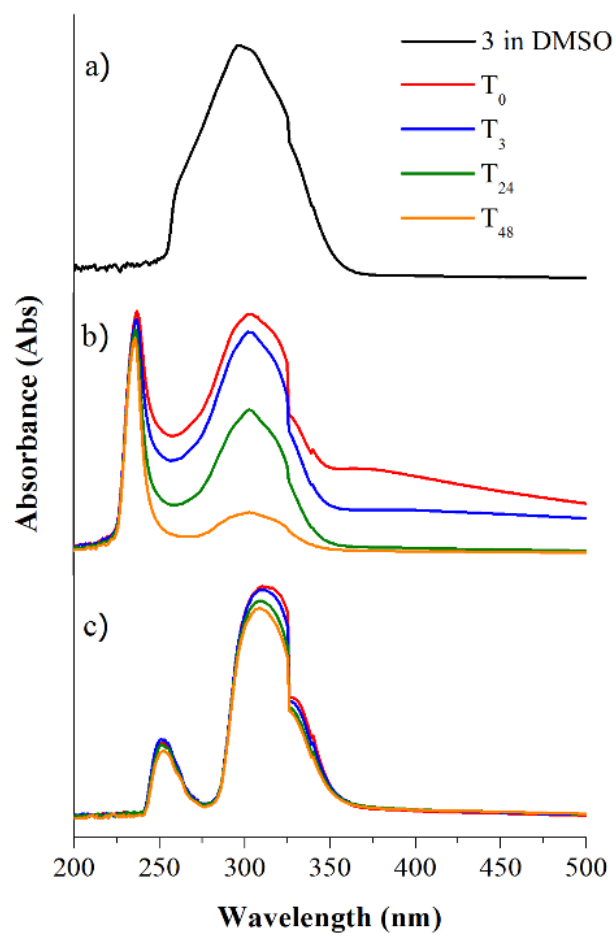 a)
3 in DMSO
T₀
T₃
T₂₄
T₄₈
b)
c)
Absorbance (Abs)
200 250 300 350 400 450 500
Wavelength (nm)